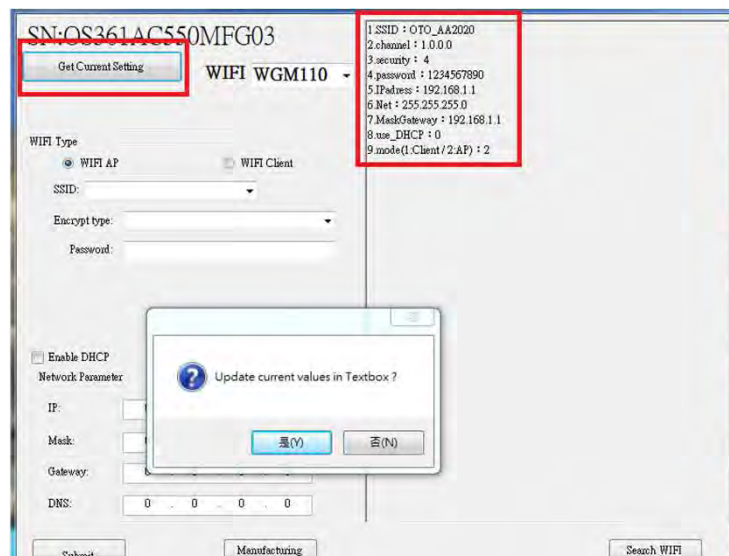 SN:OS361AC550MFG03
Get Current Setting
WIFI WGM110
1.SSID：OTO_AA2020
2.channel：1.0.0.0
3.security： 4
4.password：1234567890
5.IPadress：192.168.1.1
6.Net：255.255.255.0
7.MaskGateway：192.168.1.1
8.use_DHCP：0
9.mode(1:Client / 2:AP)：2
WIFI Type
WIFI AP
WIFI Client
SSID:
Encrypt type:
Password:
Enable DHCP
Network Parameter
Update current values in Textbox ?
IP:
Mask:
是(Y)
否(N)
Gateway:
DNS: 0 . 0 . 0 . 0
Submit
Manufacturing
Search WIFI